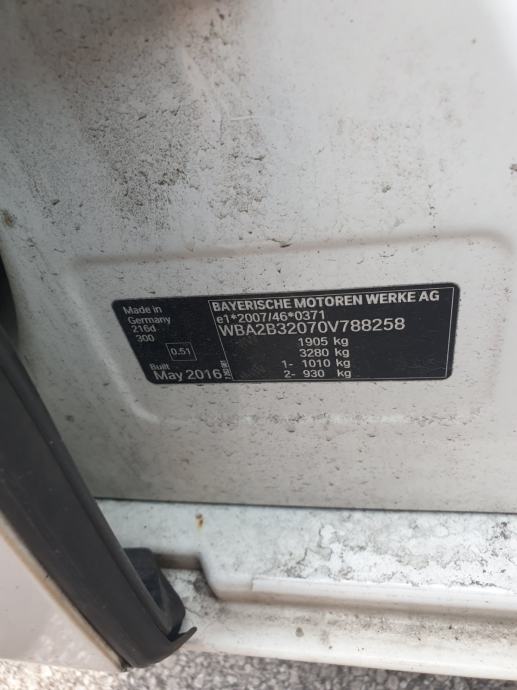 BAYERISCHE MOTOREN WERKE AG
e1*2007/46*0371
WBA2B32070V788258
1905 kg
3280 kg
1- 1010 kg
2- 930 kg
Made in
Germany
216d
300
0.51
Built
May 2016